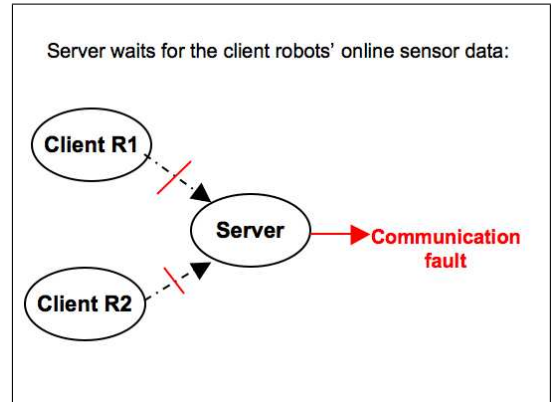 Server waits for the client robots' online sensor data:
Client R1
Server
Communication
fault
Client R2